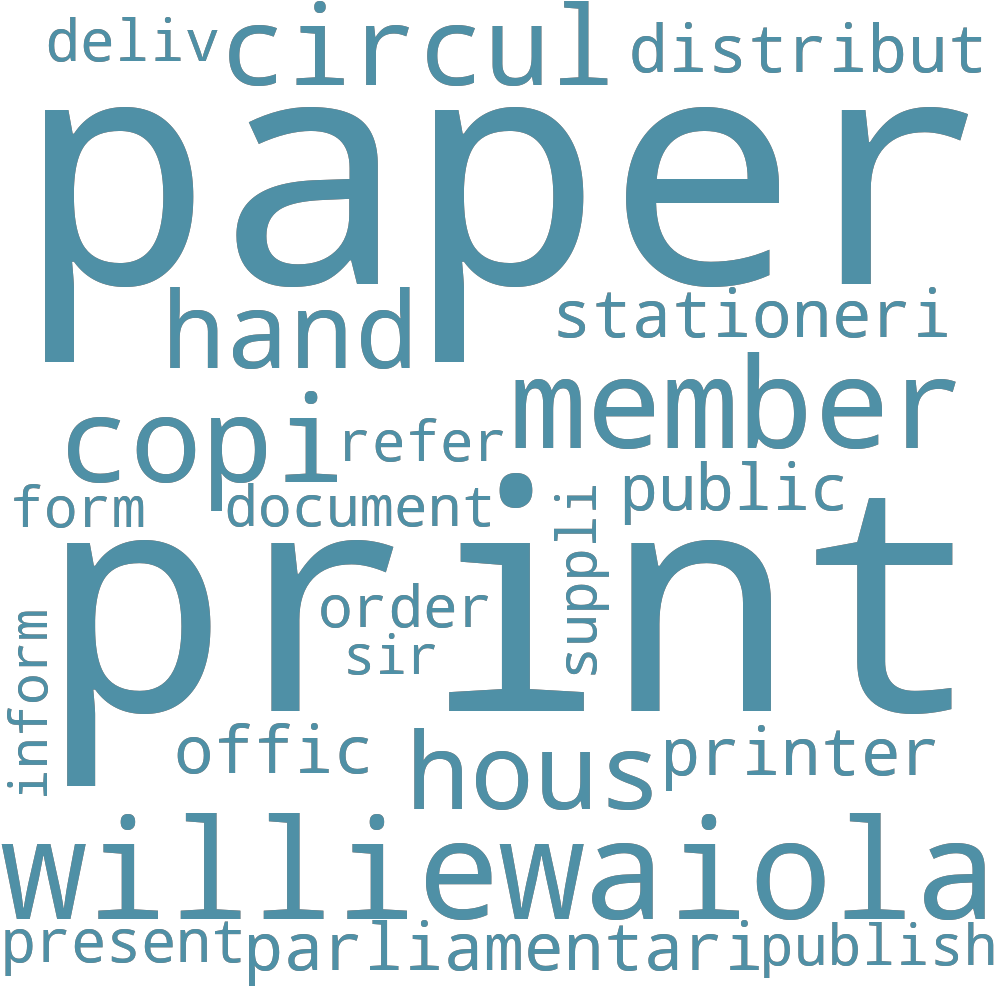 deliv circul distribut
paper
hand stationeri
member
copi refer
form document public
print
suppli
order
sir
inform
offic hous printer
williewaiola
present parliamentari publish